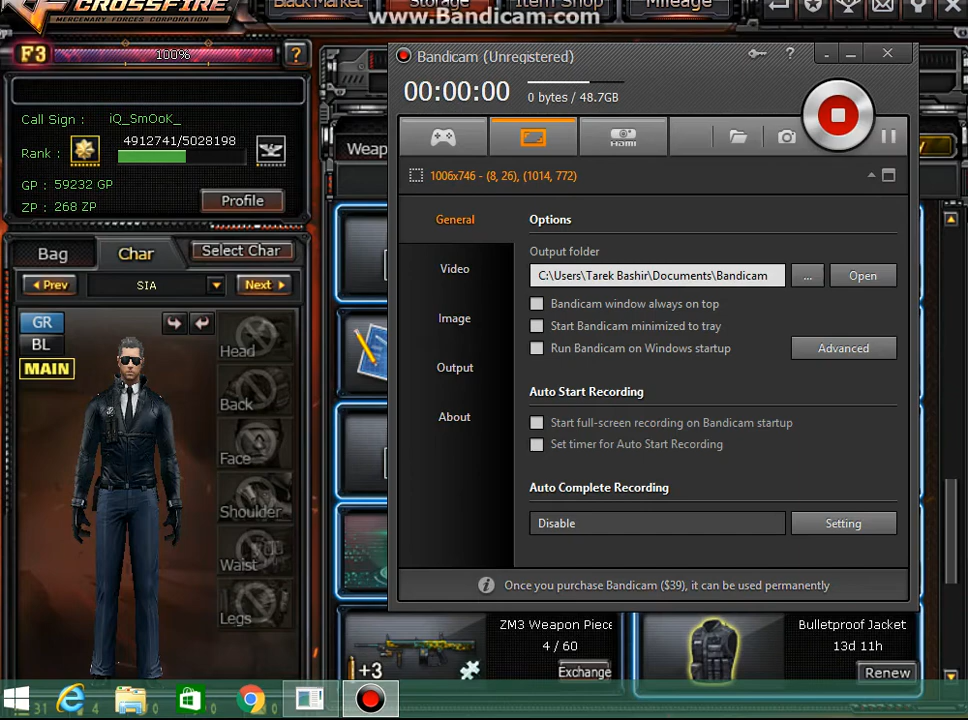 CROSSFIRE
MERCENARY FORCES CORPORATION
Black Market
Storage
Item Shop
Mileage
www.Bandicam.com
F3
100%
?
Call Sign : iQ_SmOoK_
Rank :
4912741/5028198
GP : 59232 GP
ZP : 268 ZP
Profile
Bag
Char
Select Char
Prev
SIA
Next
GR
BL
MAIN
Head
Back
Face
Shoulder
Waist
Legs
Weap
Bandicam (Unregistered)
?
00:00:00
0 bytes / 48.7GB
HDMI
1006x746 - (8, 26), (1014, 772)
General
Video
Image
Output
About
Options
Output folder
C:\Users\Tarek Bashir\Documents\Bandicam
...
Open
Bandicam window always on top
Start Bandicam minimized to tray
Run Bandicam on Windows startup
Advanced
Auto Start Recording
Start full-screen recording on Bandicam startup
Set timer for Auto Start Recording
Auto Complete Recording
Disable
Setting
Once you purchase Bandicam ($39), it can be used permanently
ZM3 Weapon Piece
4 / 60
+3
Exchange
Bulletproof Jacket
13d 11h
Renew